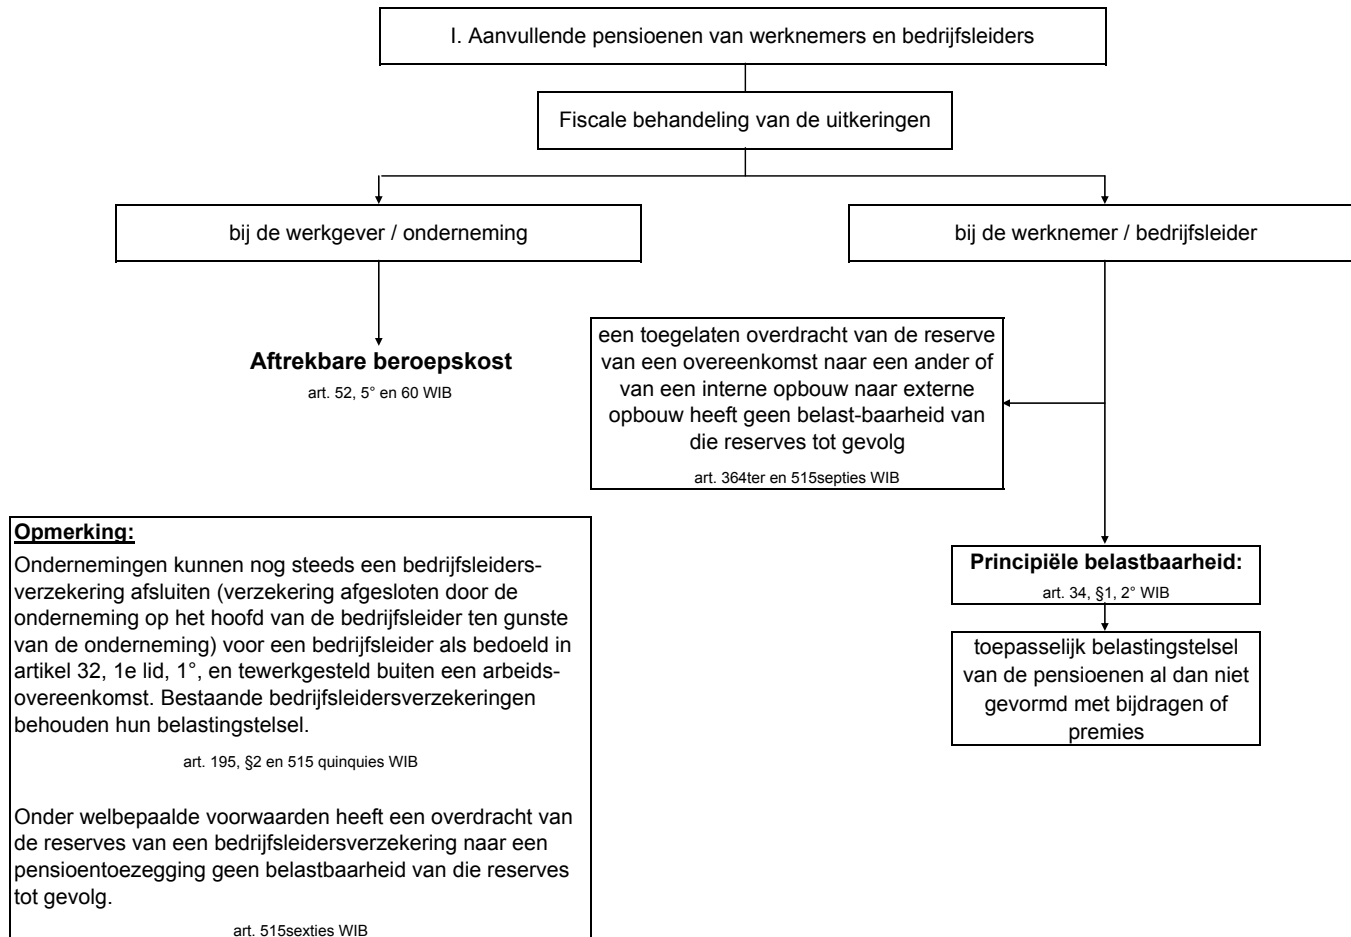 I. Aanvullende pensioenen van werknemers en bedrijfsleiders
Fiscale behandeling van de uitkeringen
bij de werkgever / onderneming
bij de werknemer / bedrijfsleider
Aftrekbare beroepskost
art. 52, 5° en 60 WIB
een toegelaten overdracht van de reserve
van een overeenkomst naar een ander of
van een interne opbouw naar externe
opbouw heeft geen belast-baarheid van
die reserves tot gevolg
art. 364ter en 515septies WIB
Opmerking:
Ondernemingen kunnen nog steeds een bedrijfsleiders-
verzekering afsluiten (verzekering afgesloten door de
onderneming op het hoofd van de bedrijfsleider ten gunste
van de onderneming) voor een bedrijfsleider als bedoeld in
artikel 32, 1e lid, 1°, en tewerkgesteld buiten een arbeids-
overeenkomst. Bestaande bedrijfsleidersverzekeringen
behouden hun belastingstelsel.
art. 195, §2 en 515 quinquies WIB
Onder welbepaalde voorwaarden heeft een overdracht van
de reserves van een bedrijfsleidersverzekering naar een
pensioentoezegging geen belastbaarheid van die reserves
tot gevolg.
art. 515sexties WIB
Principiële belastbaarheid:
art. 34, §1, 2° WIB
toepasselijk belastingstelsel
van de pensioenen al dan niet
gevormd met bijdragen of
premies